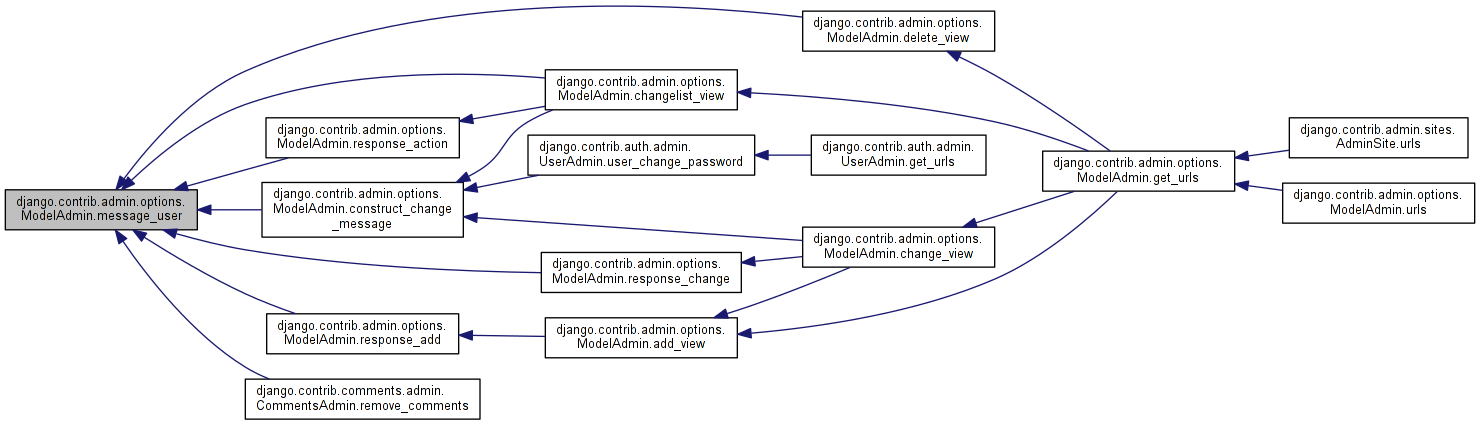 django.contrib.admin.options.
ModelAdmin.message_user
django.contrib.admin.options.
ModelAdmin.response_action
django.contrib.admin.options.
ModelAdmin.construct_change
_message
django.contrib.admin.options.
ModelAdmin.response_add
django.contrib.comments.admin.
CommentsAdmin.remove_comments
django.contrib.admin.options.
ModelAdmin.changelist_view
django.contrib.auth.admin.
UserAdmin.user_change_password
django.contrib.admin.options.
ModelAdmin.response_change
django.contrib.admin.options.
ModelAdmin.add_view
django.contrib.admin.options.
ModelAdmin.delete_view
django.contrib.auth.admin.
UserAdmin.get_urls
django.contrib.admin.options.
ModelAdmin.change_view
django.contrib.admin.options.
ModelAdmin.get_urls
django.contrib.admin.sites.
AdminSite.urls
django.contrib.admin.options.
ModelAdmin.urls